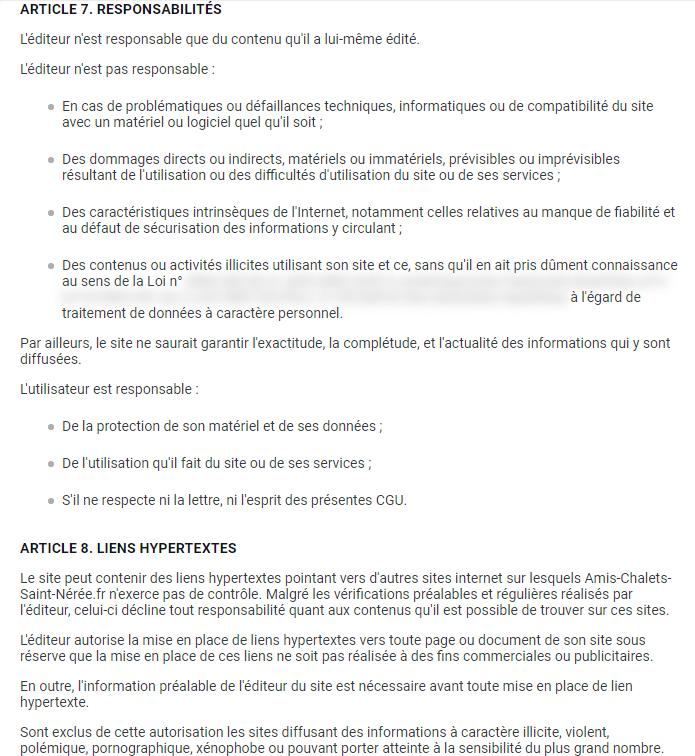 ARTICLE 7. RESPONSABILITÉS
L'éditeur n'est responsable que du contenu qu'il a lui-même édité.
L'éditeur n'est pas responsable :
En cas de problématiques ou défaillances techniques, informatiques ou de compatibilité du site
avec un matériel ou logiciel quel qu'il soit ;
Des dommages directs ou indirects, matériels ou immatériels, prévisibles ou imprévisibles
résultant de l'utilisation ou des difficultés d'utilisation du site ou de ses services ;
Des caractéristiques intrinsèques de l'Internet, notamment celles relatives au manque de fiabilité et
au défaut de sécurisation des informations y circulant ;
Des contenus ou activités illicites utilisant son site et ce, sans qu'il en ait pris dûment connaissance
au sens de la Loi n°
à l'égard de
traitement de données à caractère personnel.
Par ailleurs, le site ne saurait garantir l'exactitude, la complétude, et l'actualité des informations qui y sont
diffusées.
L'utilisateur est responsable :
De la protection de son matériel et de ses données ;
De l'utilisation qu'il fait du site ou de ses services ;
S'il ne respecte ni la lettre, ni l'esprit des présentes CGU.
ARTICLE 8. LIENS HYPERTEXTES
Le site peut contenir des liens hypertextes pointant vers d'autres sites internet sur lesquels Amis-Chalets-
Saint-Nérée.fr n'exerce pas de contrôle. Malgré les vérifications préalables et régulières réalisés par
l'éditeur, celui-ci décline tout responsabilité quant aux contenus qu'il est possible de trouver sur ces sites.
L'éditeur autorise la mise en place de liens hypertextes vers toute page ou document de son site sous
réserve que la mise en place de ces liens ne soit pas réalisée à des fins commerciales ou publicitaires.
En outre, l'information préalable de l'éditeur du site est nécessaire avant toute mise en place de lien
hypertexte.
Sont exclus de cette autorisation les sites diffusant des informations à caractère illicite, violent,
polémique, pornographique, xénophobe ou pouvant porter atteinte à la sensibilité du plus grand nombre.